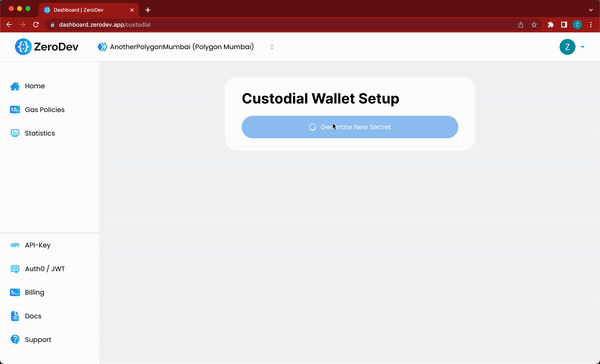 Dashboard | ZeroDev
dashboard.zerodev.app/custodial
Z
ZeroDev
AnotherPolygonMumbai (Polygon Mumbai)
Z
Home
Gas Policies
Statistics
Custodial Wallet Setup
Generate New Secret
API-Key
Auth0 / JWT
Billing
Docs
Support